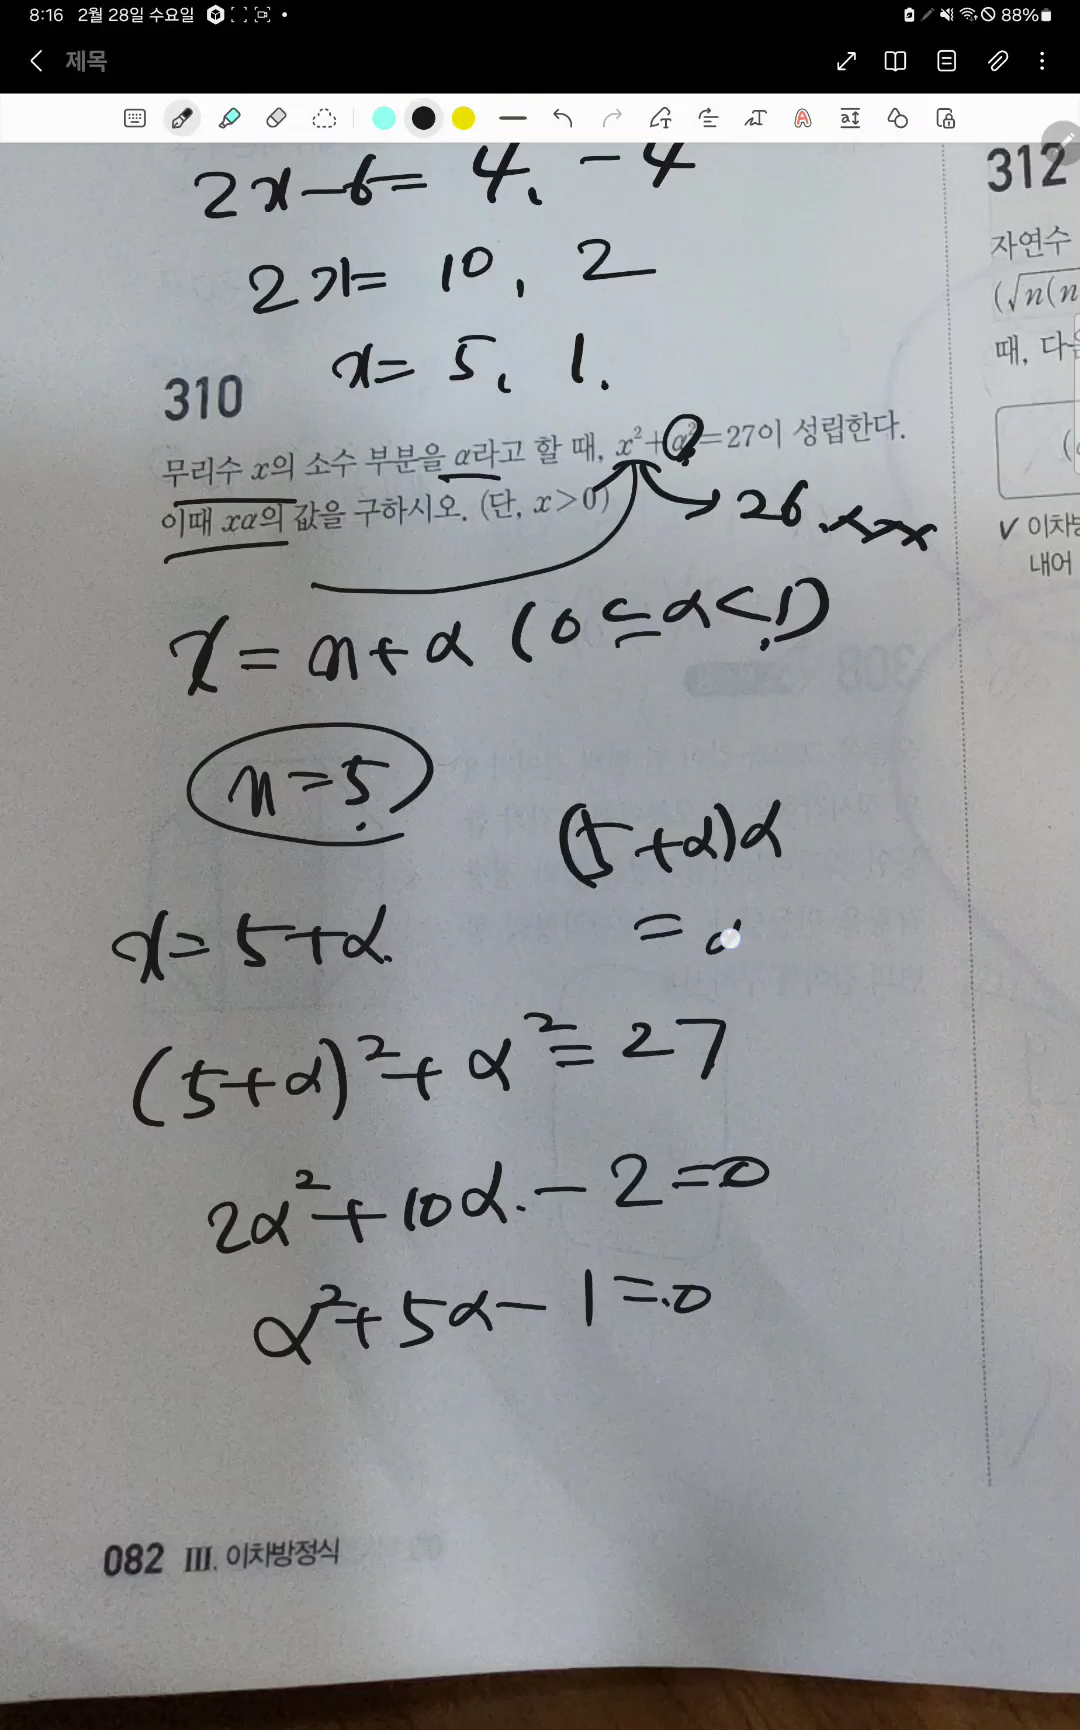 8:16 2월 28일 수요일 88%
제목
2x-6= 4, -4
2x= 10, 2
x= 5, 1.
310
무리수 x의 소수 부분을 α라고 할 때, x²+α²=27이 성립한다.
이때 xα의 값을 구하시오. (단, x>0)
26.×××
x = n+α (0≤α<1)
n=5
x= 5+α.
(5+α)α
= α
(5+α)²+α²=27
2α²+10α-2=0
α²+5α-1=0
082 Ⅲ. 이차방정식
312
자연수
(√n(n
때, 다음
(
✓ 이차방
내어